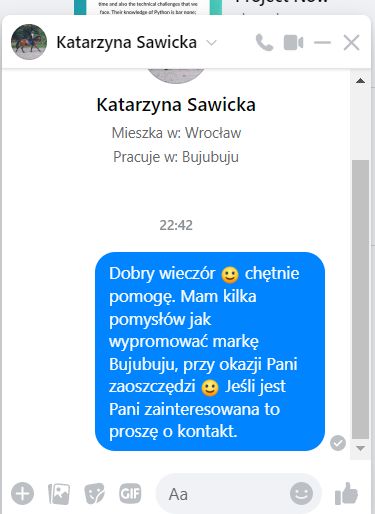 Project Now
time and also the technical challenges that we
face. Their knowledge of Python is bar none;
Katarzyna Sawicka
Katarzyna Sawicka
Mieszka w: Wrocław
Pracuje w: Bujubuju
22:42
Dobry wieczór 🙂 chętnie
pomogę. Mam kilka
pomysłów jak
wypromować markę
Bujubuju, przy okazji Pani
zaoszczędzi 🙂 Jeśli jest
Pani zainteresowana to
proszę o kontakt.
GIF
Aa